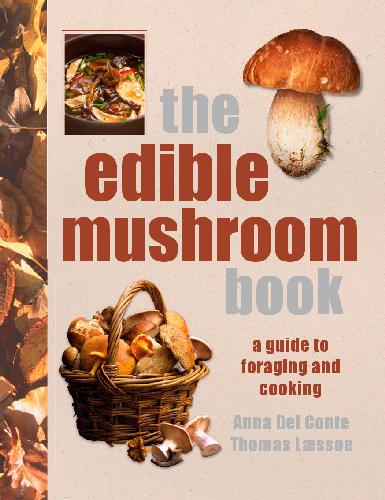 the
edible
mushroom
book
a guide to
foraging and
cooking
Anna Del Conte
Thomas Læssøe